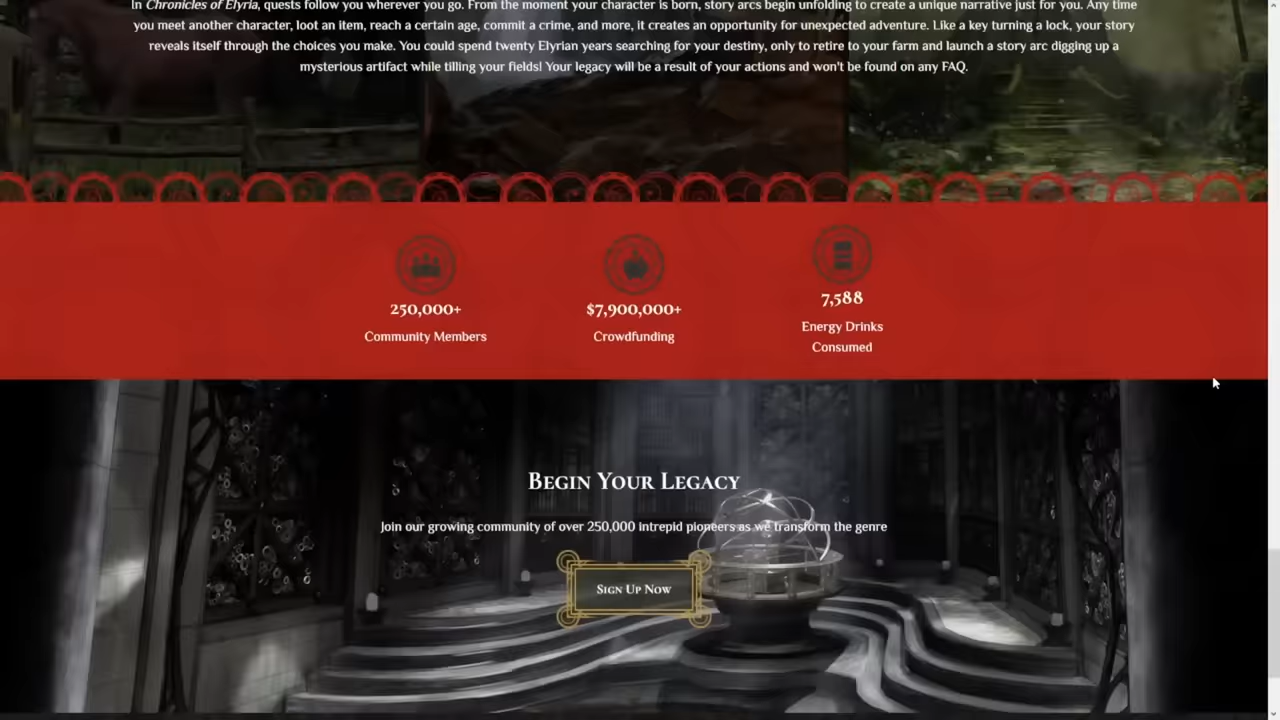 In Chronicles of Elyria, quests follow you wherever you go. From the moment your character is born, story arcs begin unfolding to create a unique narrative just for you. Any time
you meet another character, loot an item, reach a certain age, commit a crime, and more, it creates an opportunity for unexpected adventure. Like a key turning a lock, your story
reveals itself through the choices you make. You could spend twenty Elyrian years searching for your destiny, only to retire to your farm and launch a story arc digging up a
mysterious artifact while tilling your fields! Your legacy will be a result of your actions and won't be found on any FAQ.
250,000+
Community Members
$7,900,000+
Crowdfunding
7,588
Energy Drinks
Consumed
Begin Your Legacy
Join our growing community of over 250,000 intrepid pioneers as we transform the genre
Sign Up Now